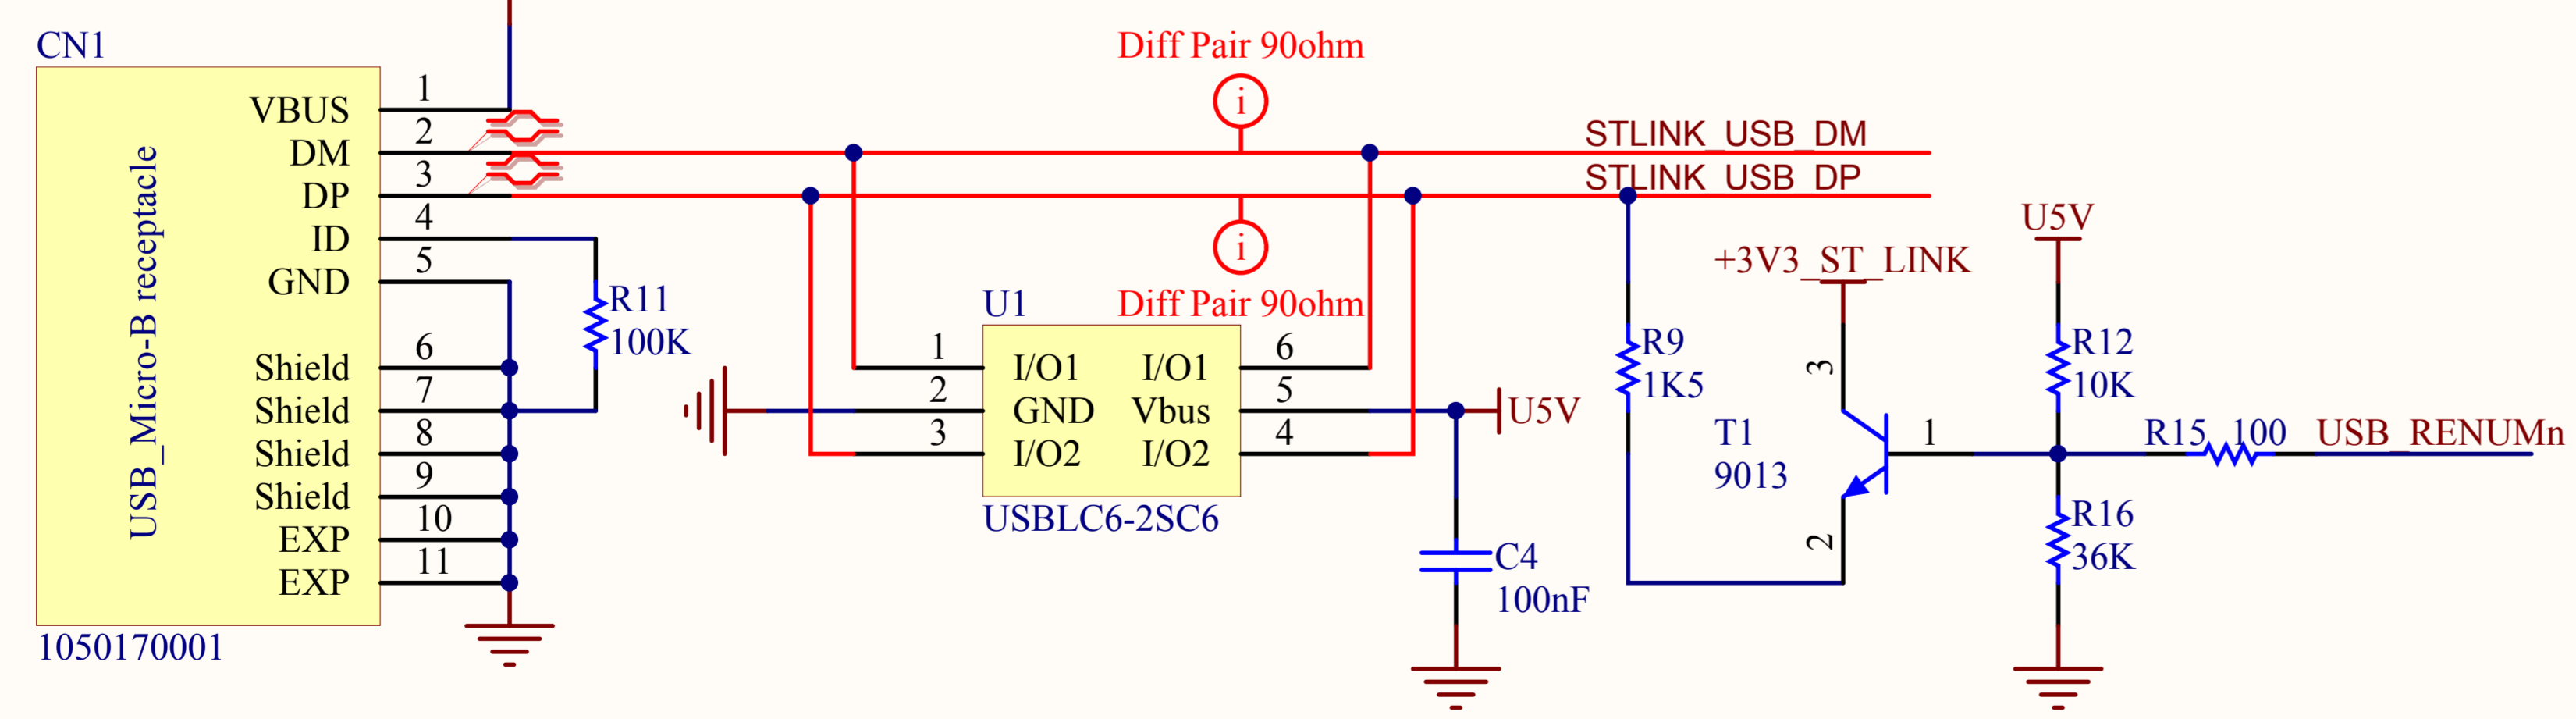 CN1
USB_Micro-B receptacle
VBUS 1
DM 2
DP 3
ID 4
GND 5
Shield 6
Shield 7
Shield 8
Shield 9
EXP 10
EXP 11
1050170001
R11
100K
Diff Pair 90ohm
i
i
Diff Pair 90ohm
U1
1 I/O1 I/O1 6
2 GND Vbus 5
3 I/O2 I/O2 4
USBLC6-2SC6
U5V
C4
100nF
STLINK_USB_DM
STLINK_USB_DP
R9
1K5
+3V3_ST_LINK
3
T1
9013
1
2
U5V
R12
10K
R15 100
USB_RENUMn
R16
36K